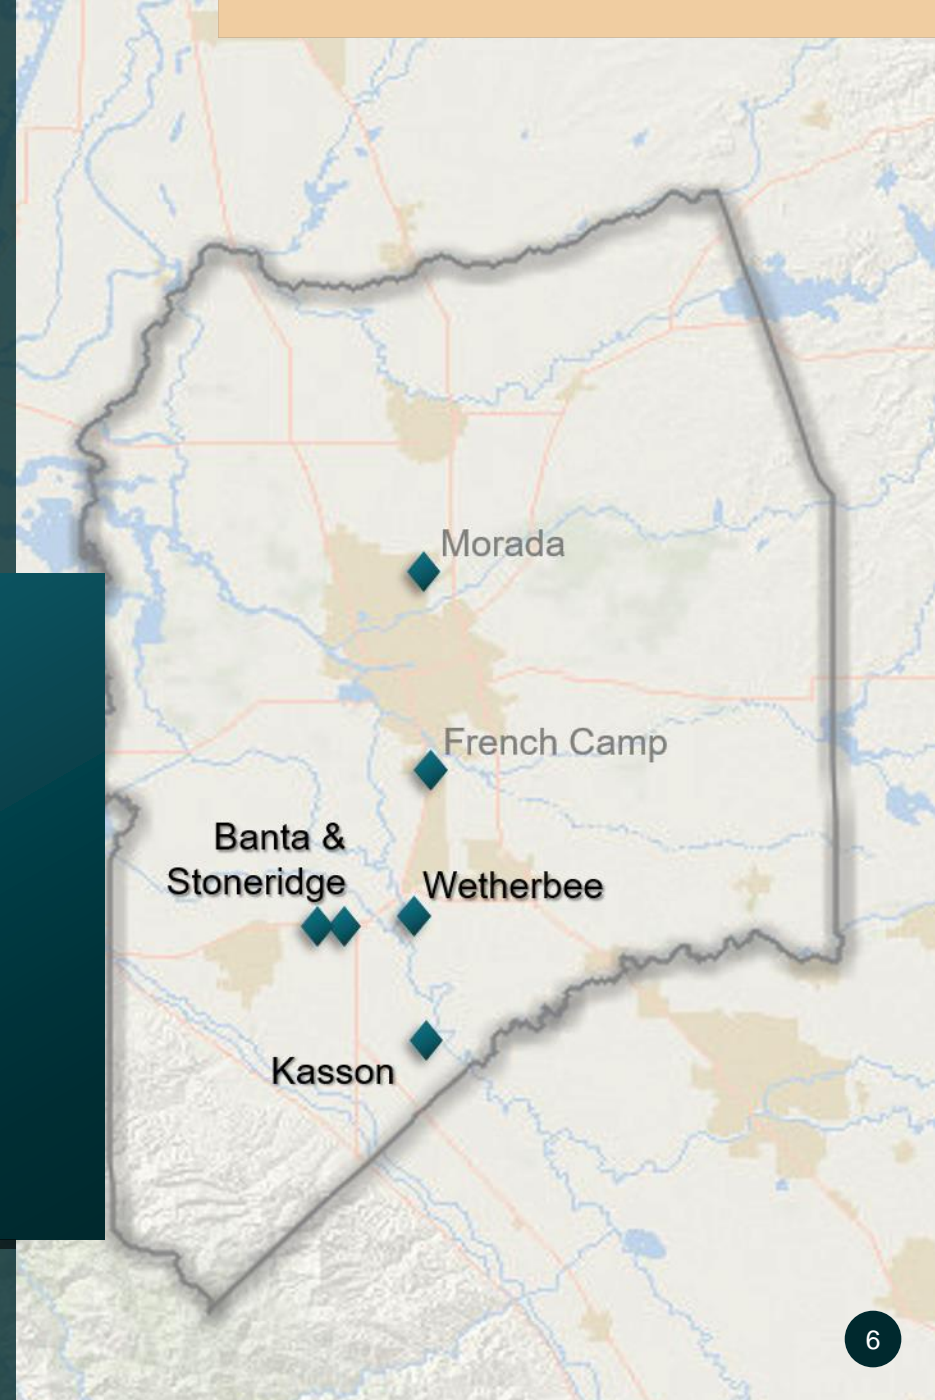 Morada
French Camp
Banta &
Stoneridge
Wetherbee
Kasson
6